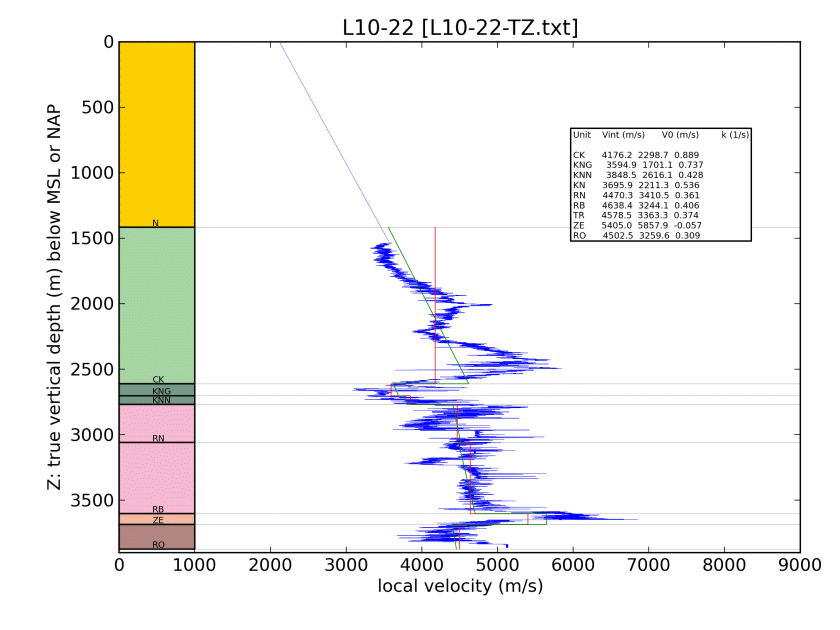 L10-22 [L10-22-TZ.txt]
Z: true vertical depth (m) below MSL or NAP
0
500
1000
1500
2000
2500
3000
3500
N
CK
KNG
KNN
RN
RB
ZE
RO
Unit Vint (m/s) V0 (m/s) k (1/s)
CK 4176.2 2298.7 0.889
KNG 3594.9 1701.1 0.737
KNN 3848.5 2616.1 0.428
KN 3695.9 2211.3 0.536
RN 4470.3 3410.5 0.361
RB 4638.4 3244.1 0.406
TR 4578.5 3363.3 0.374
ZE 5405.0 5857.9 -0.057
RO 4502.5 3259.6 0.309
0 1000 2000 3000 4000 5000 6000 7000 8000 9000
local velocity (m/s)